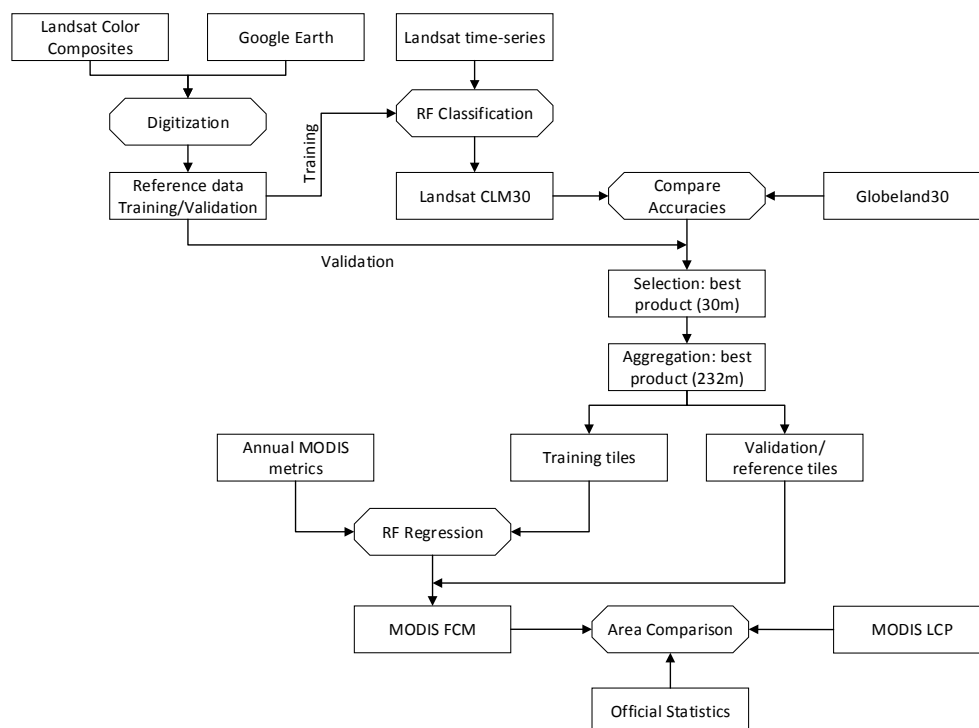 Landsat Color
Composites
Google Earth
Landsat time-series
Digitization
RF Classification
Training
Reference data
Training/Validation
Landsat CLM30
Compare
Accuracies
Globeland30
Validation
Selection: best
product (30m)
Aggregation: best
product (232m)
Annual MODIS
metrics
Training tiles
Validation/
reference tiles
RF Regression
MODIS FCM
Area Comparison
MODIS LCP
Official Statistics